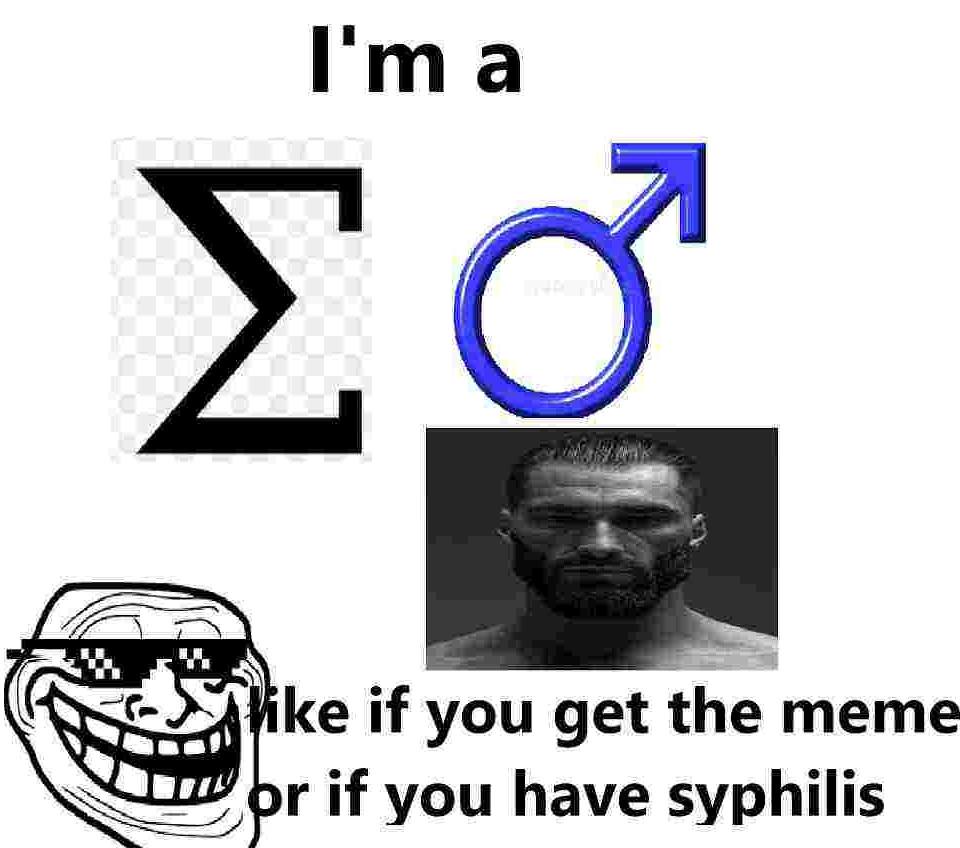 I'm a
Σ
like if you get the meme
or if you have syphilis